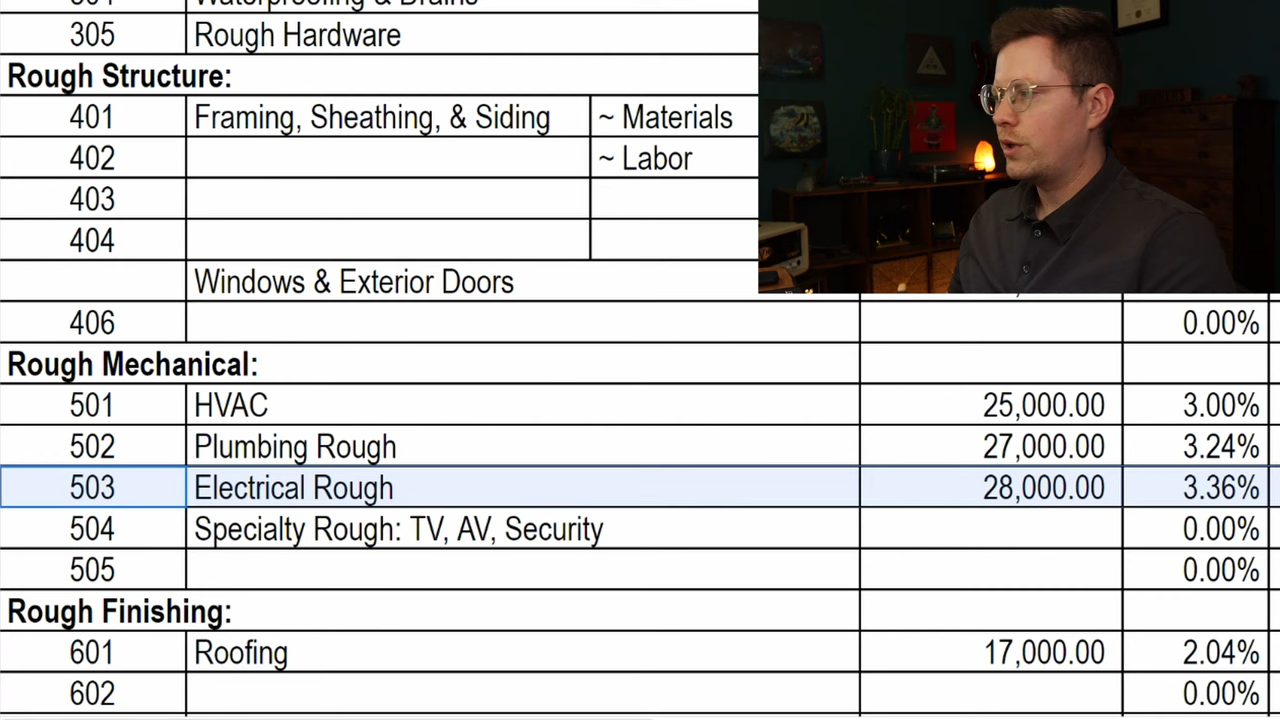 305 Rough Hardware
Rough Structure:
401 Framing, Sheathing, & Siding ~ Materials
402 ~ Labor
403
404
Windows & Exterior Doors
406 0.00%
Rough Mechanical:
501 HVAC 25,000.00 3.00%
502 Plumbing Rough 27,000.00 3.24%
503 Electrical Rough 28,000.00 3.36%
504 Specialty Rough: TV, AV, Security 0.00%
505 0.00%
Rough Finishing:
601 Roofing 17,000.00 2.04%
602 0.00%